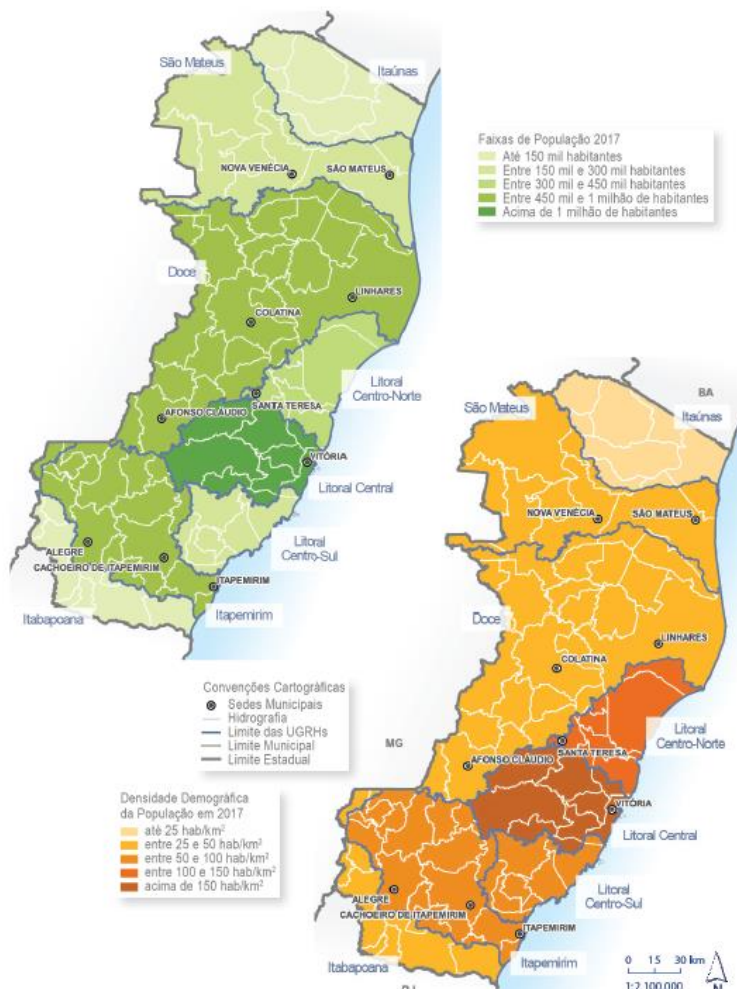 São Mateus
Itaúnas
NOVA VENÉCIA
SÃO MATEUS
Doce
LINHARES
COLATINA
Litoral
Centro-Norte
AFONSO CLÁUDIO
SANTA TERESA
VITÓRIA
Litoral Central
Litoral
Centro-Sul
ALEGRE
CACHOEIRO DE ITAPEMIRIM
ITAPEMIRIM
Itabapoana
Itapemirim
Faixas de População 2017
Até 150 mil habitantes
Entre 150 mil e 300 mil habitantes
Entre 300 mil e 450 mil habitantes
Entre 450 mil e 1 milhão de habitantes
Acima de 1 milhão de habitantes
Convenções Cartográficas
Sedes Municipais
Hidrografia
Limite das UGRHs
Limite Municipal
Limite Estadual
Densidade Demográfica
da População em 2017
até 25 hab/km²
entre 25 e 50 hab/km²
entre 50 e 100 hab/km²
entre 100 e 150 hab/km²
acima de 150 hab/km²
BA
São Mateus
Itaúnas
NOVA VENÉCIA
SÃO MATEUS
Doce
LINHARES
COLATINA
MG
Litoral
Centro-Norte
AFONSO CLÁUDIO
SANTA TERESA
VITÓRIA
Litoral Central
Litoral
Centro-Sul
ALEGRE
CACHOEIRO DE ITAPEMIRIM
ITAPEMIRIM
Itabapoana
Itapemirim
0 15 30 km
1:2.100.000
N